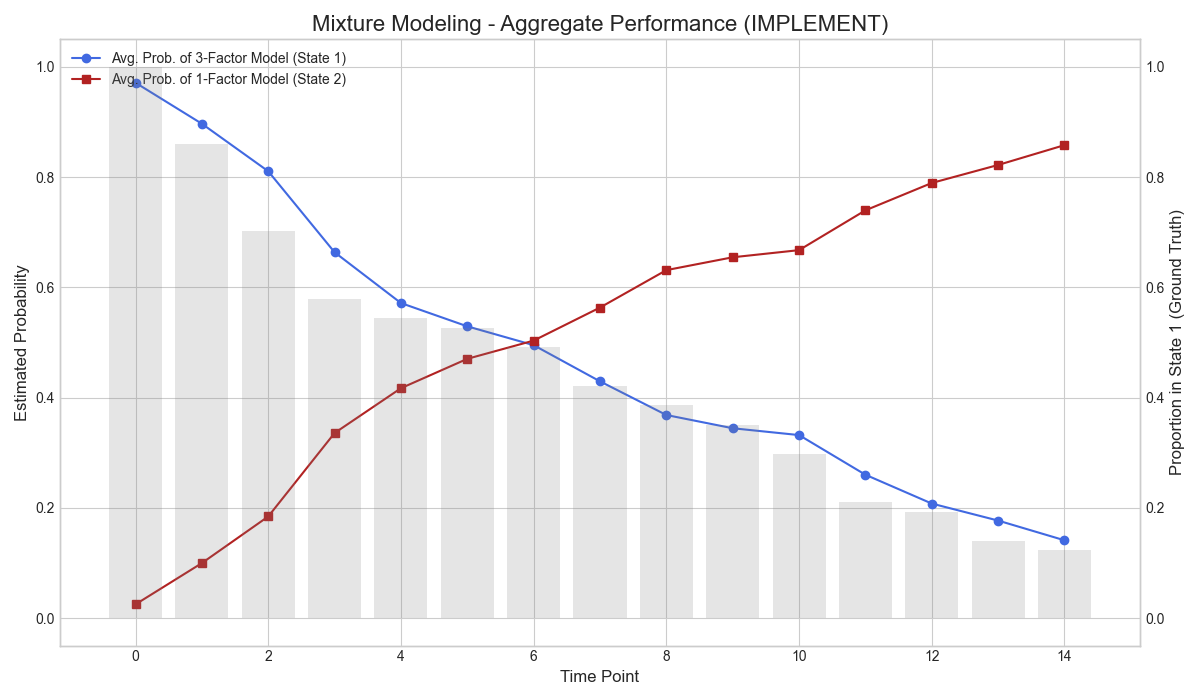 Mixture Modeling - Aggregate Performance (IMPLEMENT)
Avg. Prob. of 3-Factor Model (State 1)
Avg. Prob. of 1-Factor Model (State 2)
Estimated Probability
1.0
0.8
0.6
0.4
0.2
0.0
Proportion in State 1 (Ground Truth)
1.0
0.8
0.6
0.4
0.2
0.0
0 2 4 6 8 10 12 14
Time Point